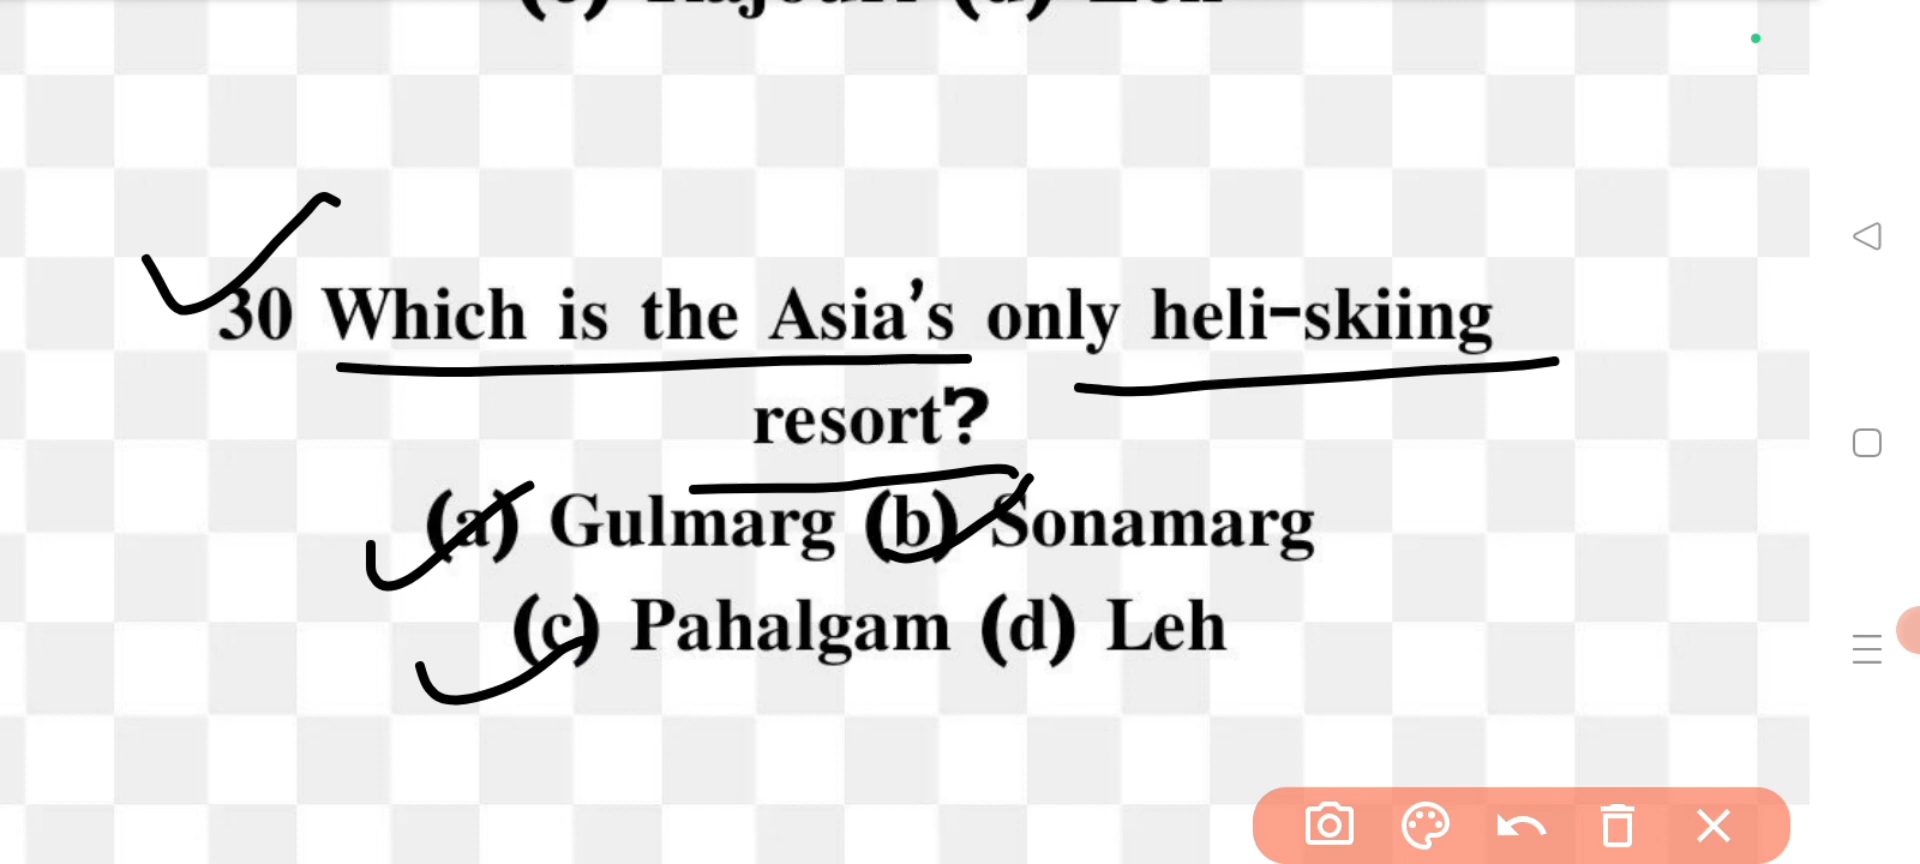 30 Which is the Asia's only heli-skiing
resort?
(a) Gulmarg (b) Sonamarg
(c) Pahalgam (d) Leh